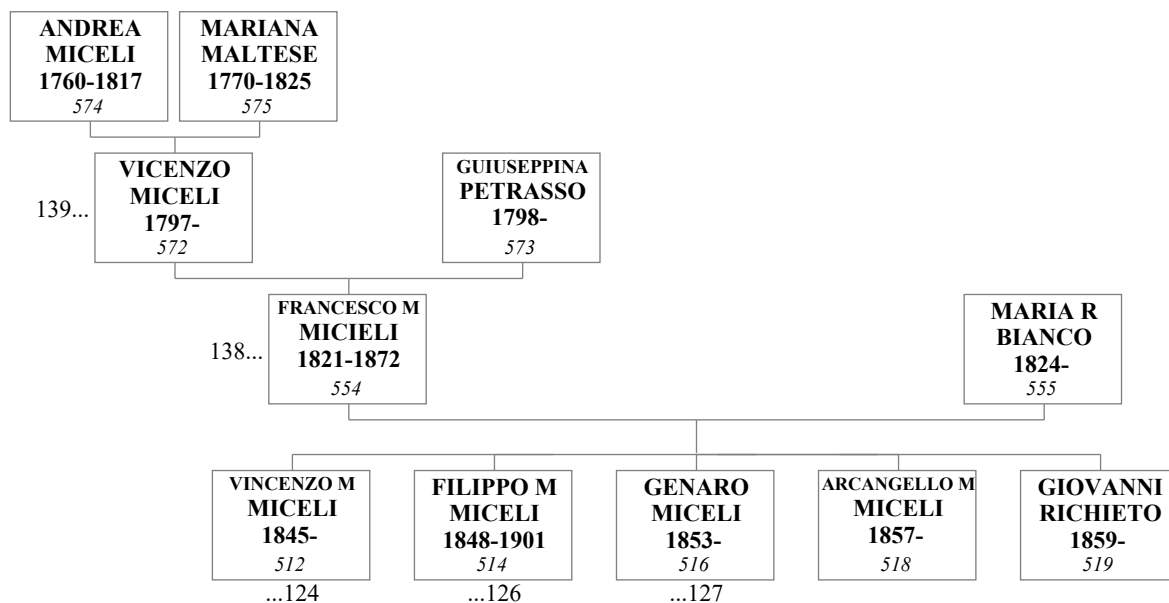 ANDREA
MICELI
1760-1817
574
MARIANA
MALTESE
1770-1825
575
139...
VICENZO
MICELI
1797-
572
GUIUSEPPINA
PETRASSO
1798-
573
138...
FRANCESCO M
MICIELI
1821-1872
554
MARIA R
BIANCO
1824-
555
VINCENZO M
MICELI
1845-
512
...124
FILIPPO M
MICELI
1848-1901
514
...126
GENARO
MICELI
1853-
516
...127
ARCANGELLO M
MICELI
1857-
518
GIOVANNI
RICHIETO
1859-
519